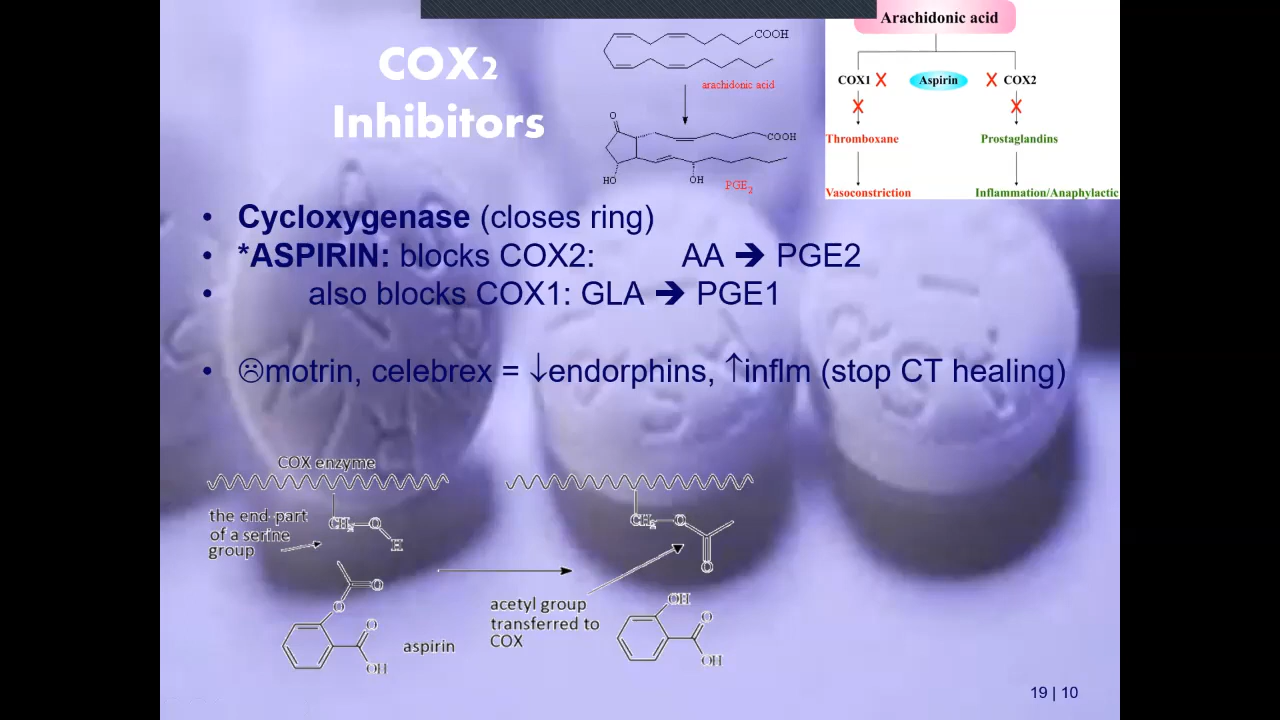 COX2
Inhibitors
COOH
arachidonic acid
O
COOH
HO
OH
PGE2
Arachidonic acid
COX1 X Aspirin X COX2
X X
Thromboxane Prostaglandins
Vasoconstriction Inflammation/Anaphylactic
• Cycloxygenase (closes ring)
• *ASPIRIN: blocks COX2: AA ➔ PGE2
• also blocks COX1: GLA ➔ PGE1
• ☹motrin, celebrex = ↓endorphins, ↑inflm (stop CT healing)
COX enzyme
the end-part
of a serine
group
CH2 O
H
O
O
O
OH
aspirin
CH2 O
O
acetyl group
transferred to
COX
OH
O
OH
19 | 10